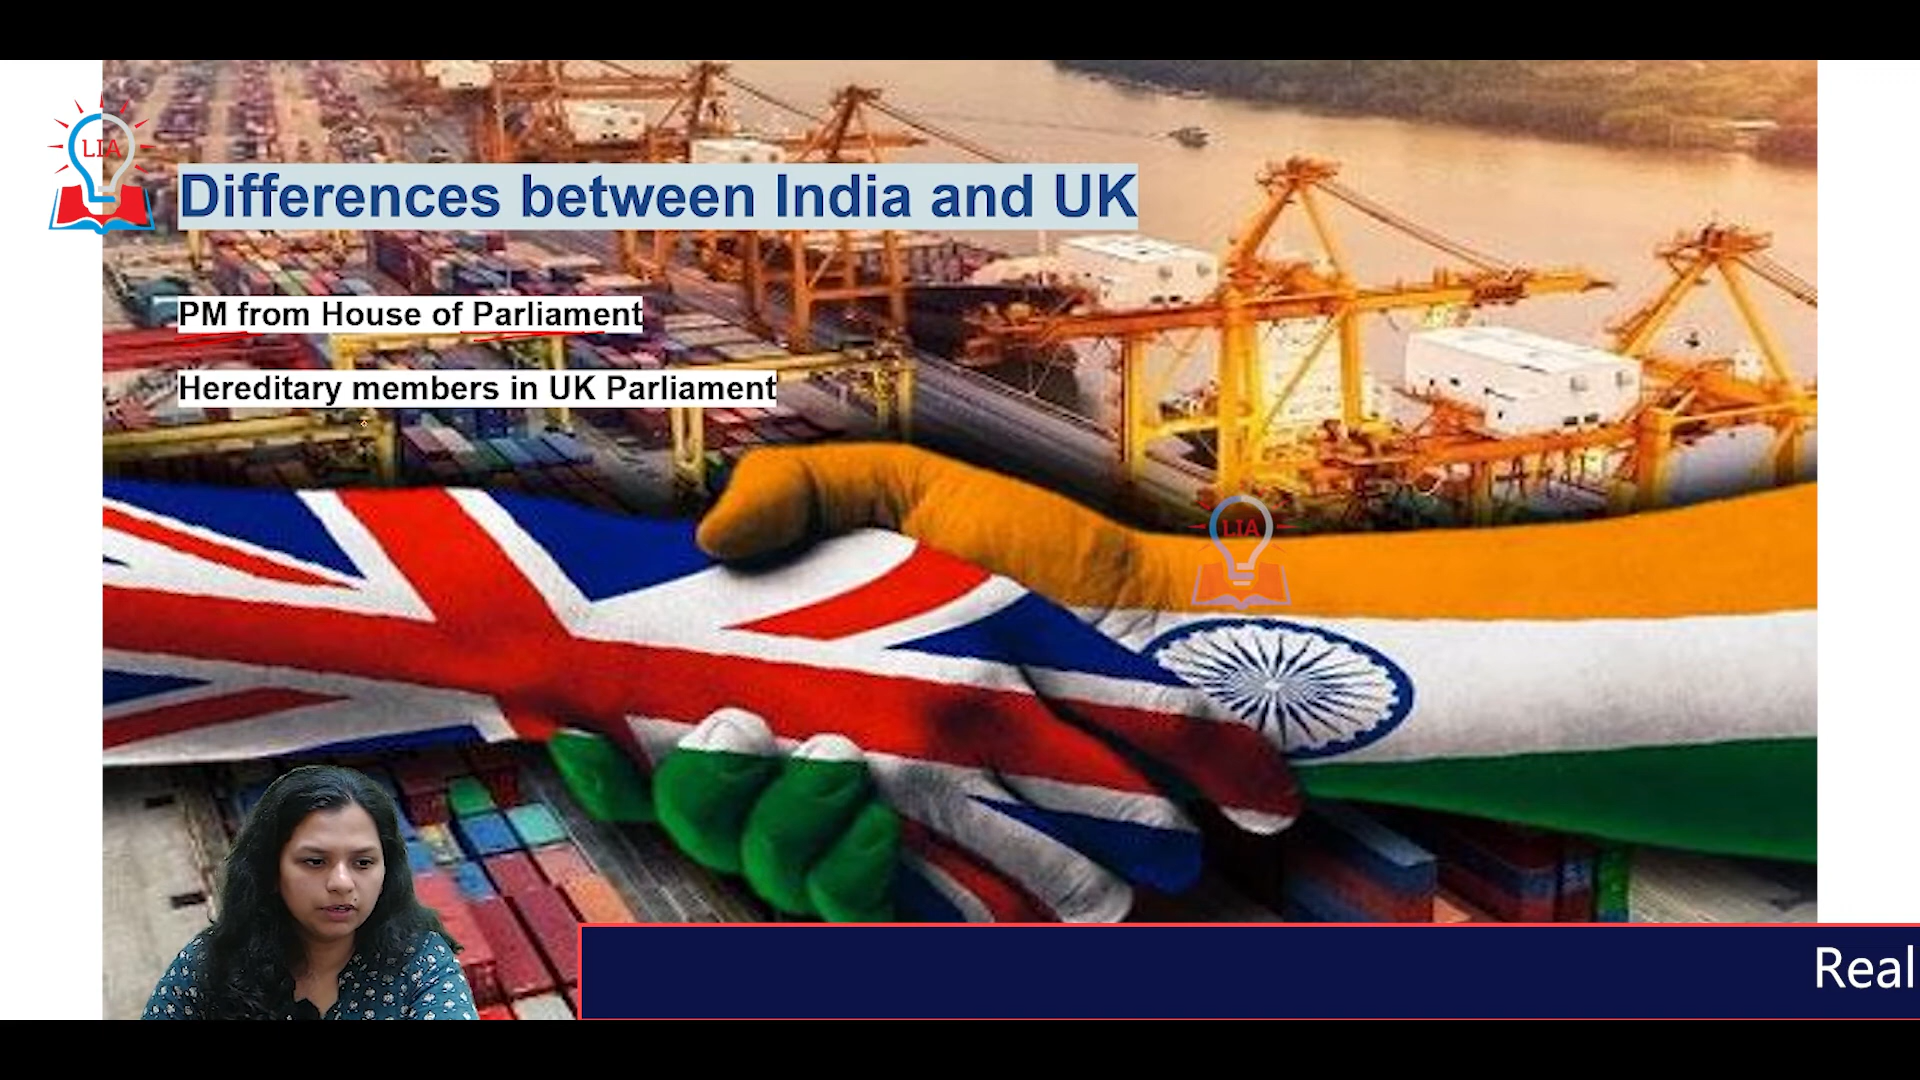 LIA
Differences between India and UK
PM from House of Parliament
Hereditary members in UK Parliament
LIA
Real